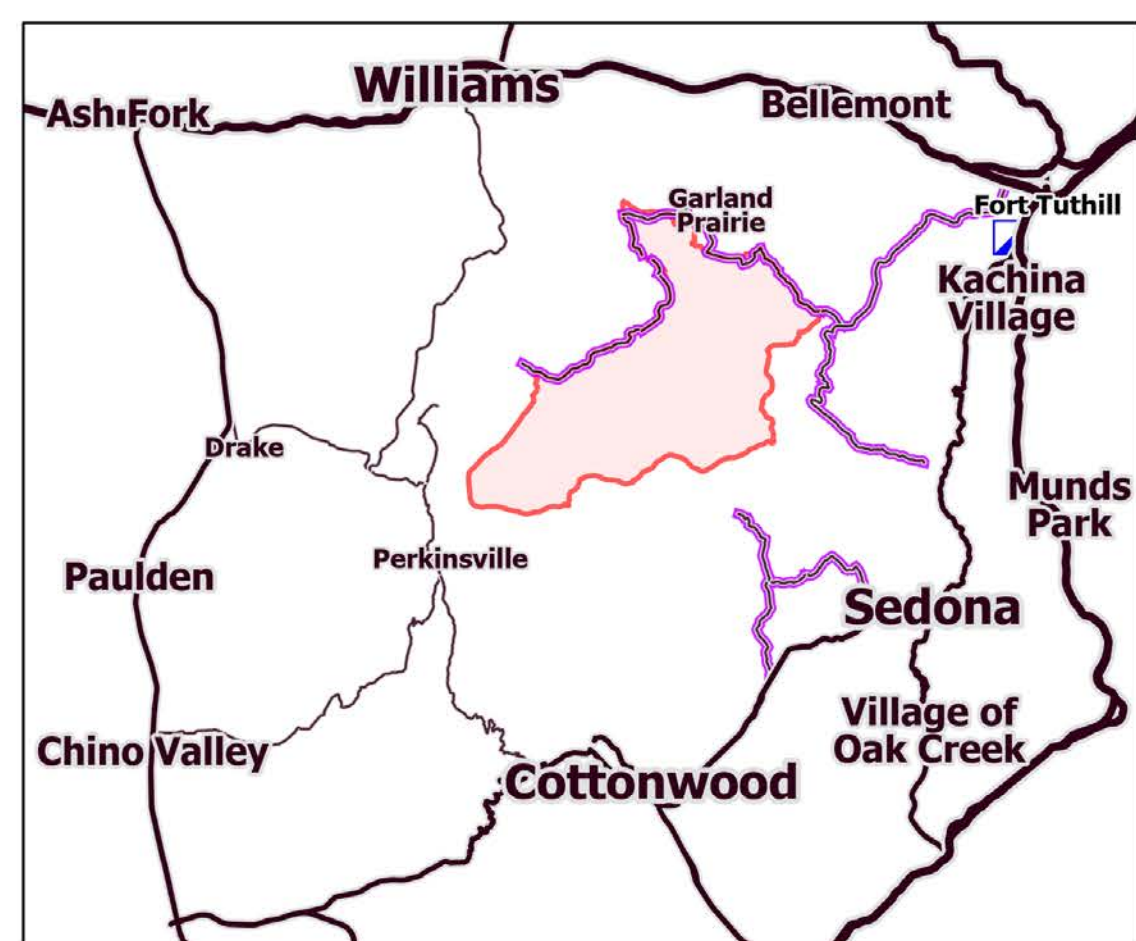 Williams
Ash Fork
Bellemont
Garland
Prairie
Fort Tuthill
Kachina
Village
Drake
Munds
Park
Perkinsville
Paulden
Sedona
Village of
Oak Creek
Chino Valley
Cottonwood